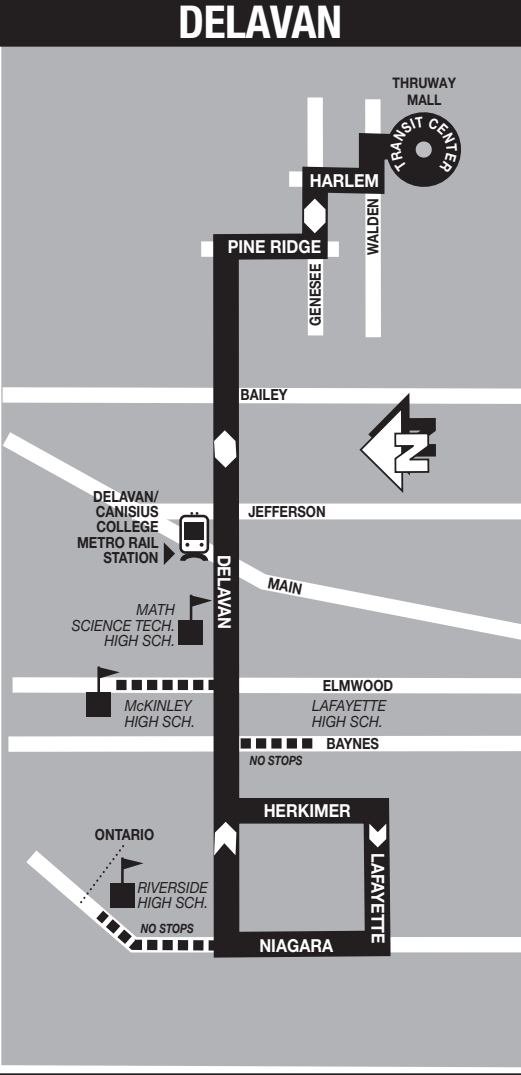 DELAVAN
THRUWAY
MALL
TRANSIT CENTER
HARLEM
WALDEN
PINE RIDGE
GENESEE
BAILEY
N
DELAVAN/
CANISIUS
COLLEGE
METRO RAIL
STATION
JEFFERSON
DELAVAN
MAIN
MATH
SCIENCE TECH.
HIGH SCH.
ELMWOOD
McKINLEY
HIGH SCH.
LAFAYETTE
HIGH SCH.
BAYNES
NO STOPS
HERKIMER
ONTARIO
LAFAYETTE
RIVERSIDE
HIGH SCH.
NO STOPS
NIAGARA